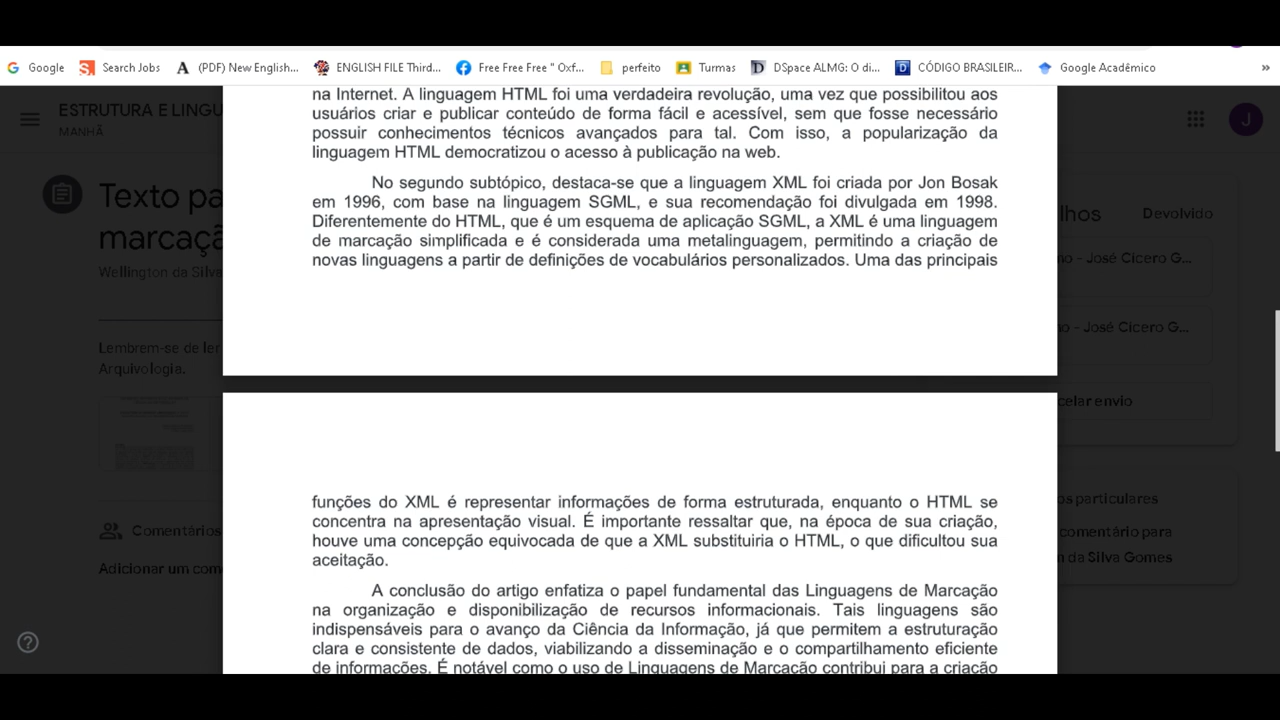 Google Search Jobs (PDF) New English... ENGLISH FILE Third... Free Free Free " Oxf... perfeito Turmas DSpace ALMG: O di... CÓDIGO BRASILEIR... Google Acadêmico »
ESTRUTURA E LINGU
MANHÃ
J
Texto pa
marcaçã
Wellington da Silva
Lembrem-se de ler
Arquivologia.
Comentários
Adicionar um com
na Internet. A linguagem HTML foi uma verdadeira revolução, uma vez que possibilitou aos
usuários criar e publicar conteúdo de forma fácil e acessível, sem que fosse necessário
possuir conhecimentos técnicos avançados para tal. Com isso, a popularização da
linguagem HTML democratizou o acesso à publicação na web.
No segundo subtópico, destaca-se que a linguagem XML foi criada por Jon Bosak
em 1996, com base na linguagem SGML, e sua recomendação foi divulgada em 1998.
Diferentemente do HTML, que é um esquema de aplicação SGML, a XML é uma linguagem
de marcação simplificada e é considerada uma metalinguagem, permitindo a criação de
novas linguagens a partir de definições de vocabulários personalizados. Uma das principais
funções do XML é representar informações de forma estruturada, enquanto o HTML se
concentra na apresentação visual. É importante ressaltar que, na época de sua criação,
houve uma concepção equivocada de que a XML substituiria o HTML, o que dificultou sua
aceitação.
A conclusão do artigo enfatiza o papel fundamental das Linguagens de Marcação
na organização e disponibilização de recursos informacionais. Tais linguagens são
indispensáveis para o avanço da Ciência da Informação, já que permitem a estruturação
clara e consistente de dados, viabilizando a disseminação e o compartilhamento eficiente
de informações. É notável como o uso de Linguagens de Marcação contribui para a criação
lhos Devolvido
no - José Cícero G...
o - José Cícero G...
celar envio
os particulares
comentário para
n da Silva Gomes